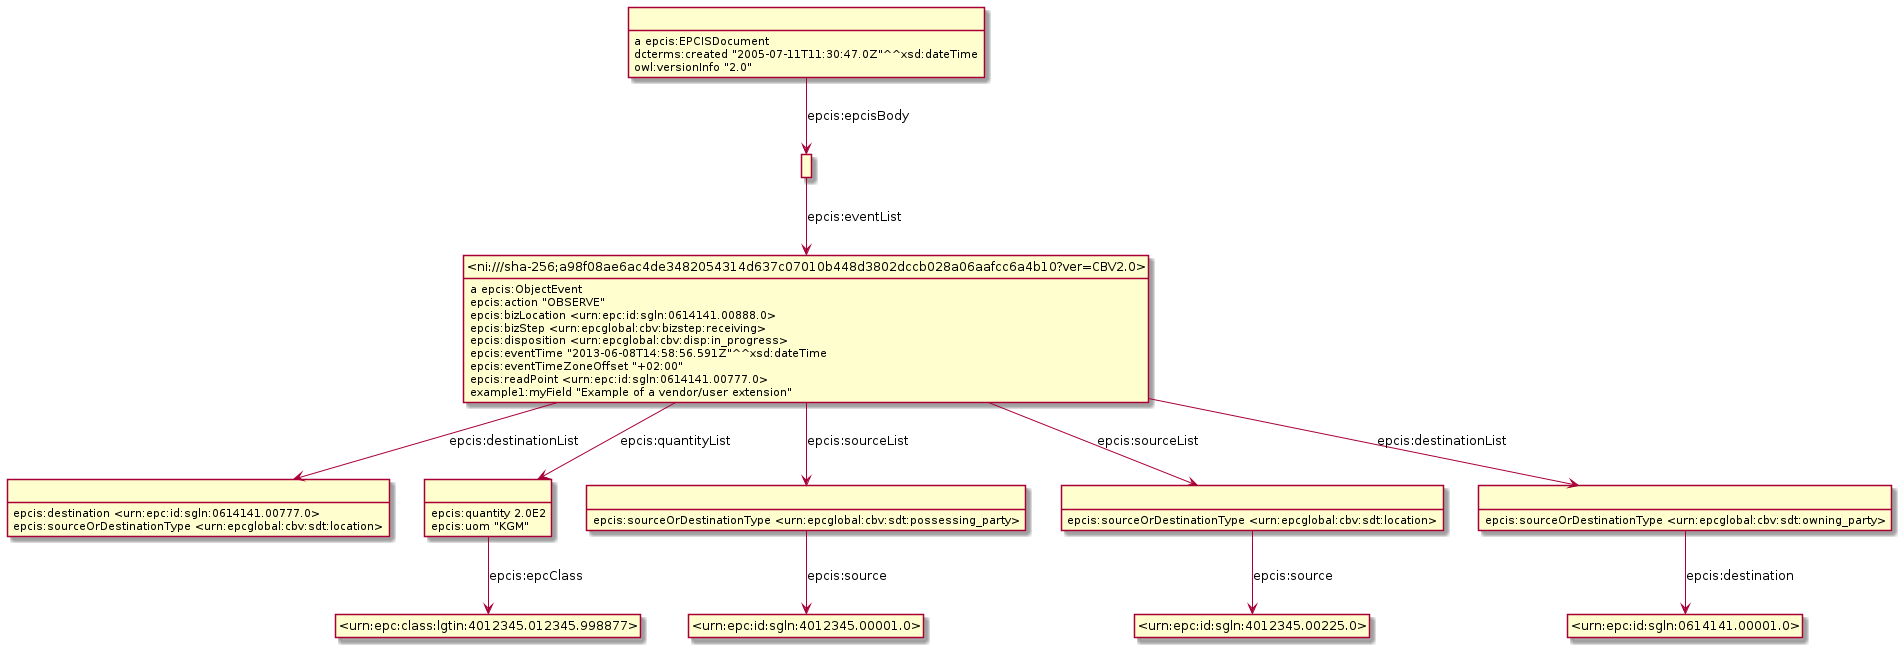 a epcis:EPCISDocument
dcterms:created "2005-07-11T11:30:47.0Z"^^xsd:dateTime
owl:versionInfo "2.0"
epcis:epcisBody
epcis:eventList
<ni:///sha-256;a98f08ae6ac4de3482054314d637c07010b448d3802dccb028a06aafcc6a4b10?ver=CBV2.0>
a epcis:ObjectEvent
epcis:action "OBSERVE"
epcis:bizLocation <urn:epc:id:sgln:0614141.00888.0>
epcis:bizStep <urn:epcglobal:cbv:bizstep:receiving>
epcis:disposition <urn:epcglobal:cbv:disp:in_progress>
epcis:eventTime "2013-06-08T14:58:56.591Z"^^xsd:dateTime
epcis:eventTimeZoneOffset "+02:00"
epcis:readPoint <urn:epc:id:sgln:0614141.00777.0>
example1:myField "Example of a vendor/user extension"
epcis:destinationList
epcis:quantityList
epcis:sourceList
epcis:sourceList
epcis:destinationList
epcis:destination <urn:epc:id:sgln:0614141.00777.0>
epcis:sourceOrDestinationType <urn:epcglobal:cbv:sdt:location>
epcis:quantity 2.0E2
epcis:uom "KGM"
epcis:sourceOrDestinationType <urn:epcglobal:cbv:sdt:possessing_party>
epcis:sourceOrDestinationType <urn:epcglobal:cbv:sdt:location>
epcis:sourceOrDestinationType <urn:epcglobal:cbv:sdt:owning_party>
epcis:epcClass
epcis:source
epcis:source
epcis:destination
<urn:epc:class:lgtin:4012345.012345.998877>
<urn:epc:id:sgln:4012345.00001.0>
<urn:epc:id:sgln:4012345.00225.0>
<urn:epc:id:sgln:0614141.00001.0>